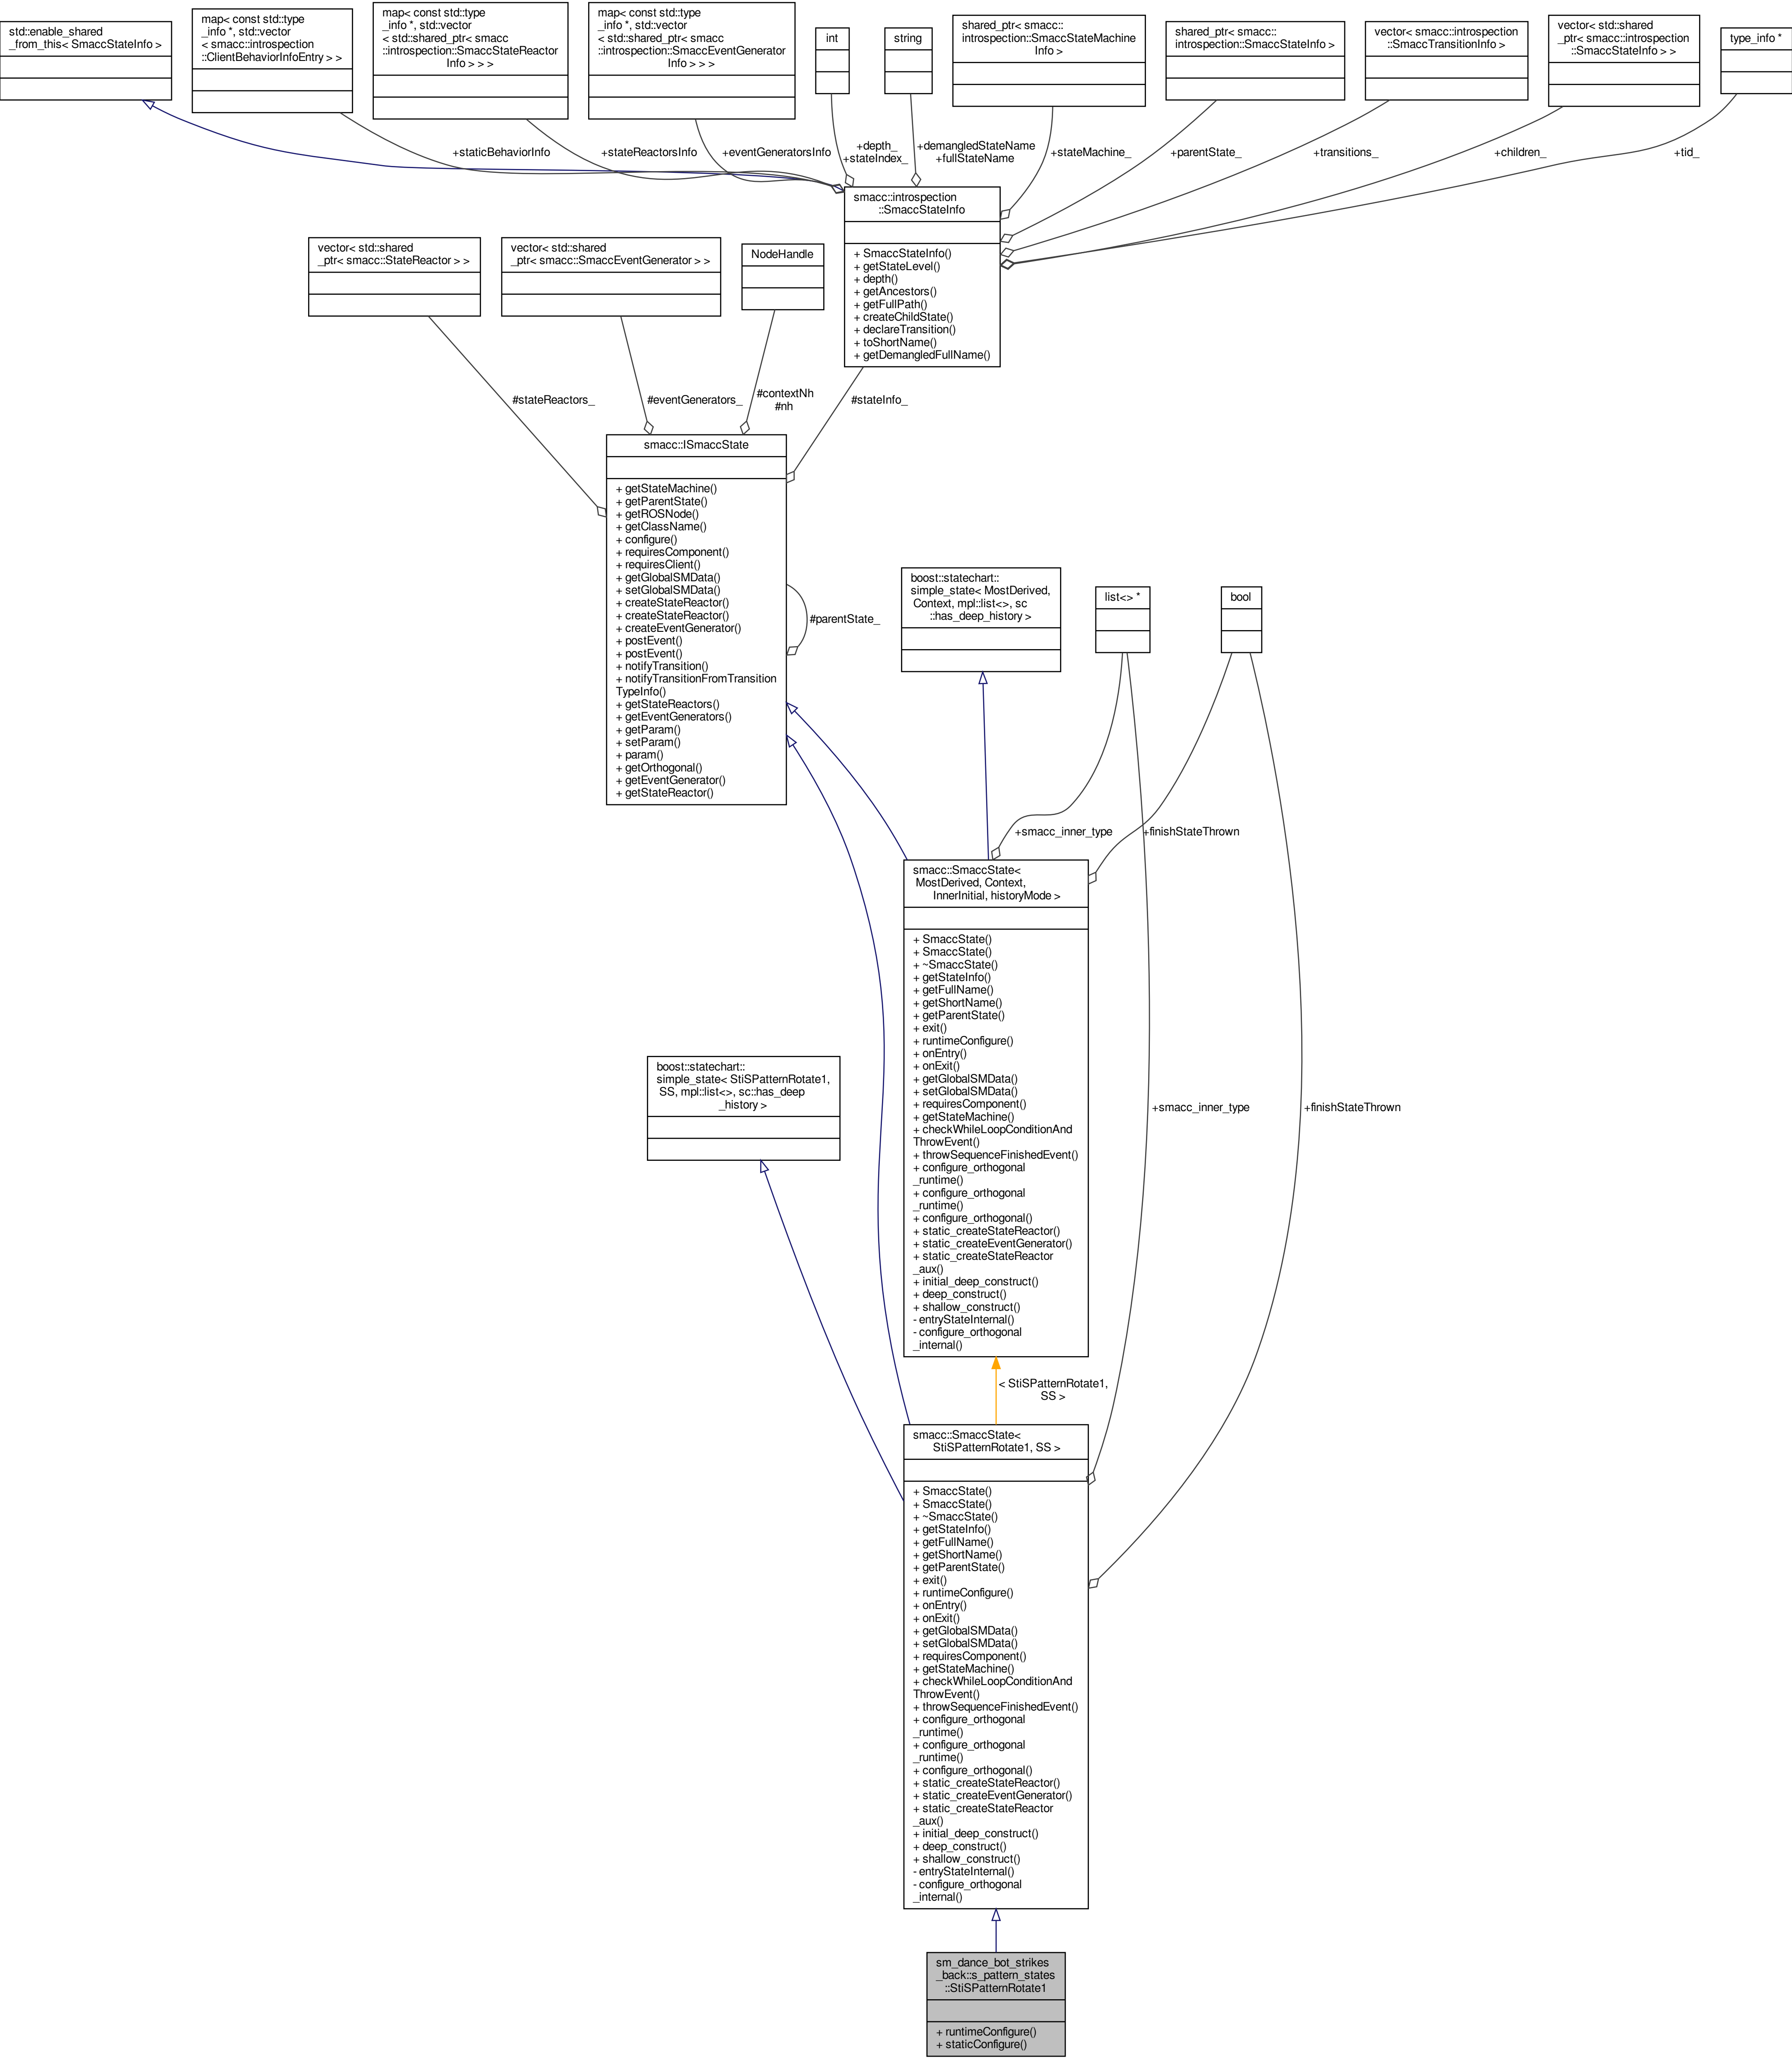 std::enable_shared
_from_this< SmaccStateInfo >
map< const std::type
_info *, std::vector
< smacc::introspection
::ClientBehaviorInfoEntry > >
map< const std::type
_info *, std::vector
< std::shared_ptr< smacc
::introspection::SmaccStateReactor
Info > > >
map< const std::type
_info *, std::vector
< std::shared_ptr< smacc
::introspection::SmaccEventGenerator
Info > > >
int
string
shared_ptr< smacc::
introspection::SmaccStateMachine
Info >
shared_ptr< smacc::
introspection::SmaccStateInfo >
vector< smacc::introspection
::SmaccTransitionInfo >
vector< std::shared
_ptr< smacc::introspection
::SmaccStateInfo > >
type_info *
+staticBehaviorInfo
+stateReactorsInfo
+eventGeneratorsInfo
+depth_
+stateIndex_
+demangledStateName
+fullStateName
+stateMachine_
+parentState_
+transitions_
+children_
+tid_
smacc::introspection
::SmaccStateInfo
+ SmaccStateInfo()
+ getStateLevel()
+ depth()
+ getAncestors()
+ getFullPath()
+ createChildState()
+ declareTransition()
+ toShortName()
+ getDemangledFullName()
vector< std::shared
_ptr< smacc::StateReactor > >
vector< std::shared
_ptr< smacc::SmaccEventGenerator > >
NodeHandle
#stateReactors_
#eventGenerators_
#contextNh
#nh
#stateInfo_
smacc::ISmaccState
+ getStateMachine()
+ getParentState()
+ getROSNode()
+ getClassName()
+ configure()
+ requiresComponent()
+ requiresClient()
+ getGlobalSMData()
+ setGlobalSMData()
+ createStateReactor()
+ createStateReactor()
+ createEventGenerator()
+ postEvent()
+ postEvent()
+ notifyTransition()
+ notifyTransitionFromTransition
TypeInfo()
+ getStateReactors()
+ getEventGenerators()
+ getParam()
+ setParam()
+ param()
+ getOrthogonal()
+ getEventGenerator()
+ getStateReactor()
#parentState_
boost::statechart::
simple_state< MostDerived,
Context, mpl::list<>, sc
::has_deep_history >
list<> *
bool
+smacc_inner_type
+finishStateThrown
smacc::SmaccState<
MostDerived, Context,
InnerInitial, historyMode >
+ SmaccState()
+ SmaccState()
+ ~SmaccState()
+ getStateInfo()
+ getFullName()
+ getShortName()
+ getParentState()
+ exit()
+ runtimeConfigure()
+ onEntry()
+ onExit()
+ getGlobalSMData()
+ setGlobalSMData()
+ requiresComponent()
+ getStateMachine()
+ checkWhileLoopConditionAnd
ThrowEvent()
+ throwSequenceFinishedEvent()
+ configure_orthogonal
_runtime()
+ configure_orthogonal
_runtime()
+ configure_orthogonal()
+ static_createStateReactor()
+ static_createEventGenerator()
+ static_createStateReactor
_aux()
+ initial_deep_construct()
+ deep_construct()
+ shallow_construct()
- entryStateInternal()
- configure_orthogonal
_internal()
boost::statechart::
simple_state< StiSPatternRotate1,
SS, mpl::list<>, sc::has_deep
_history >
+smacc_inner_type
+finishStateThrown
< StiSPatternRotate1,
SS >
smacc::SmaccState<
StiSPatternRotate1, SS >
+ SmaccState()
+ SmaccState()
+ ~SmaccState()
+ getStateInfo()
+ getFullName()
+ getShortName()
+ getParentState()
+ exit()
+ runtimeConfigure()
+ onEntry()
+ onExit()
+ getGlobalSMData()
+ setGlobalSMData()
+ requiresComponent()
+ getStateMachine()
+ checkWhileLoopConditionAnd
ThrowEvent()
+ throwSequenceFinishedEvent()
+ configure_orthogonal
_runtime()
+ configure_orthogonal
_runtime()
+ configure_orthogonal()
+ static_createStateReactor()
+ static_createEventGenerator()
+ static_createStateReactor
_aux()
+ initial_deep_construct()
+ deep_construct()
+ shallow_construct()
- entryStateInternal()
- configure_orthogonal
_internal()
sm_dance_bot_strikes
_back::s_pattern_states
::StiSPatternRotate1
+ runtimeConfigure()
+ staticConfigure()